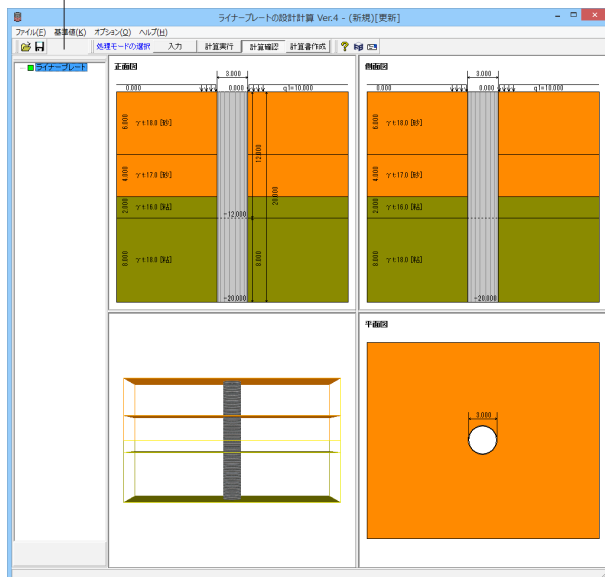 ライナープレートの設計計算 Ver.4 - (新規)[更新]
ファイル(F) 基準値(K) オプション(O) ヘルプ(H)
処理モードの選択 入力 計算実行 計算確認 計算書作成
ライナープレート
正面図
3.000
0.000 0.000 q1=10.000
6.000 γt:18.0 [砂]
12.000
4.000 γt:17.0 [砂]
20.000
2.000 γt:16.0 [粘]
-12.000
8.000 γt:18.0 [粘]
8.000
-20.000
側面図
3.000
0.000 0.000 q1=10.000
6.000 γt:18.0 [砂]
4.000 γt:17.0 [砂]
2.000 γt:16.0 [粘]
8.000 γt:18.0 [粘]
-20.000
平面図
3.000